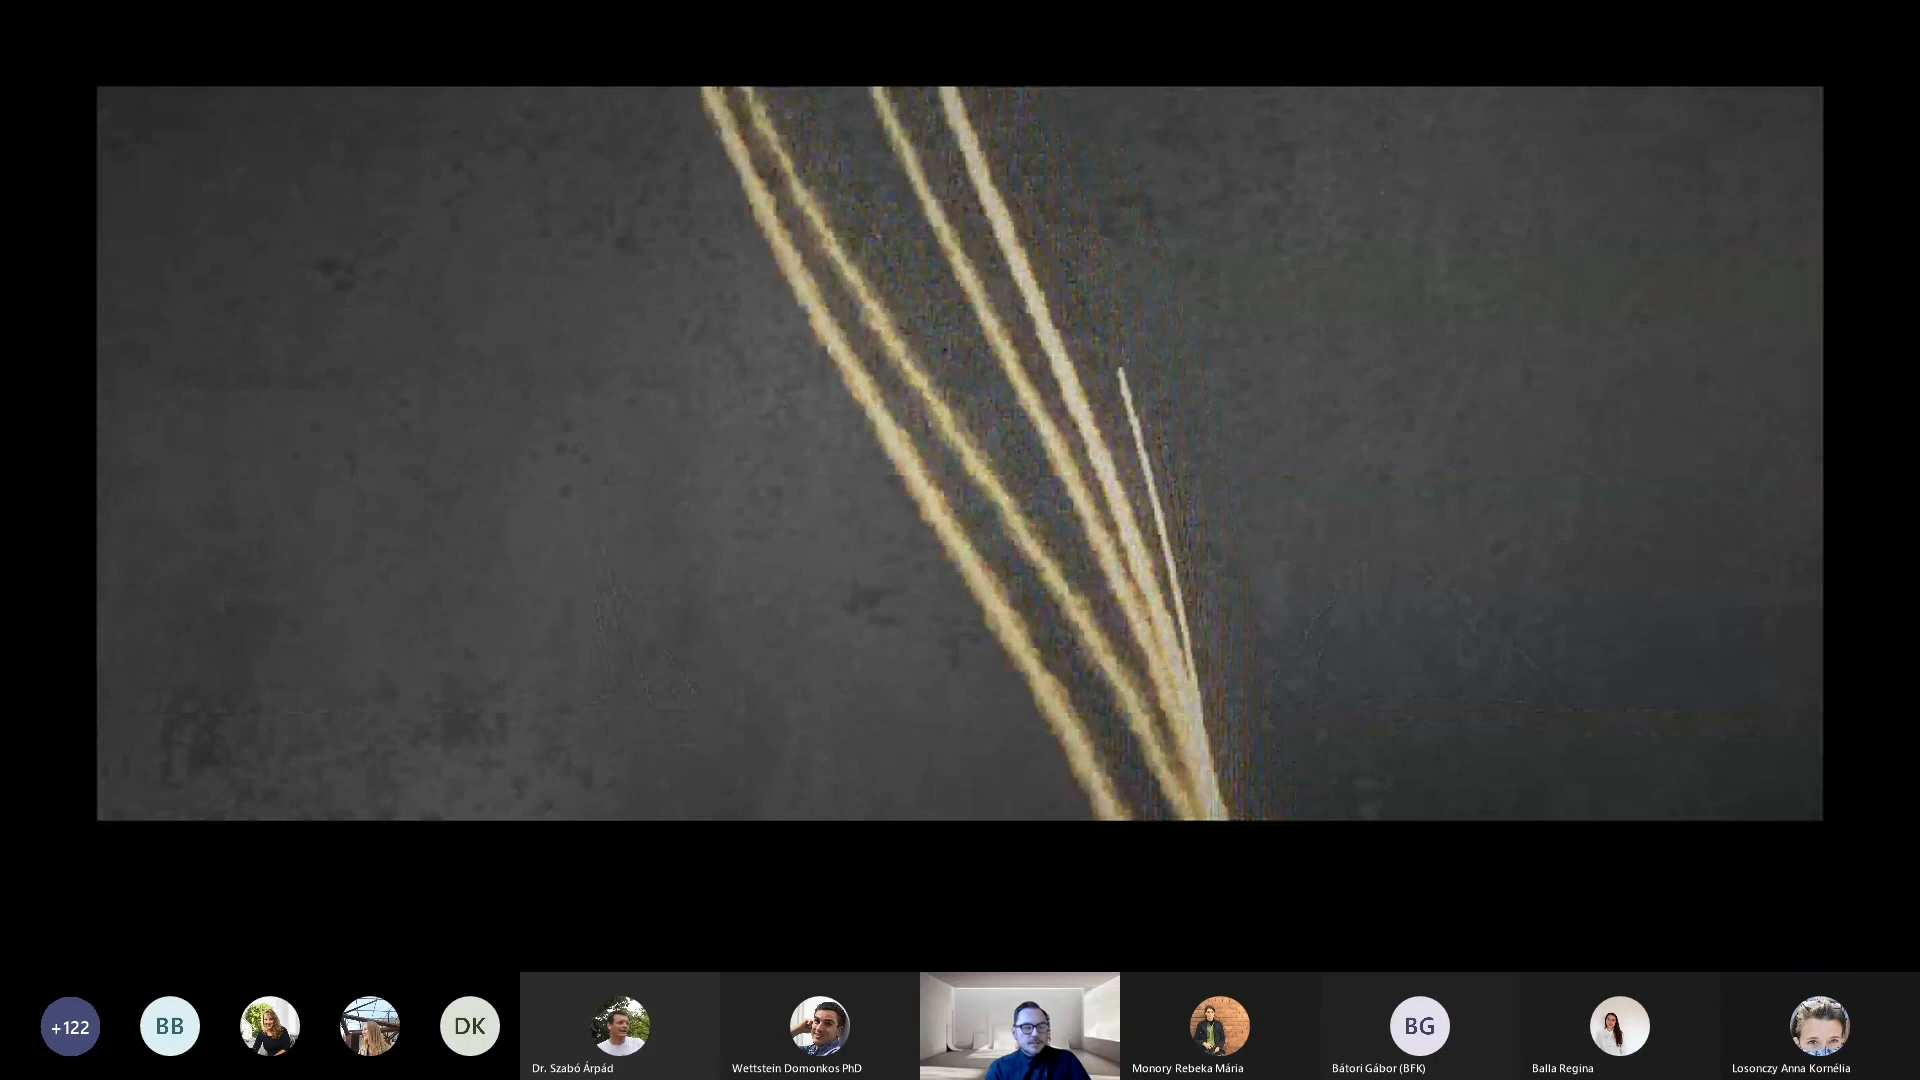 +122
BB
DK
Dr. Szabó Árpád
Wettstein Domonkos PhD
Monory Rebeka Mária
BG
Bátori Gábor (BFK)
Balla Regina
Losonczy Anna Kornélia